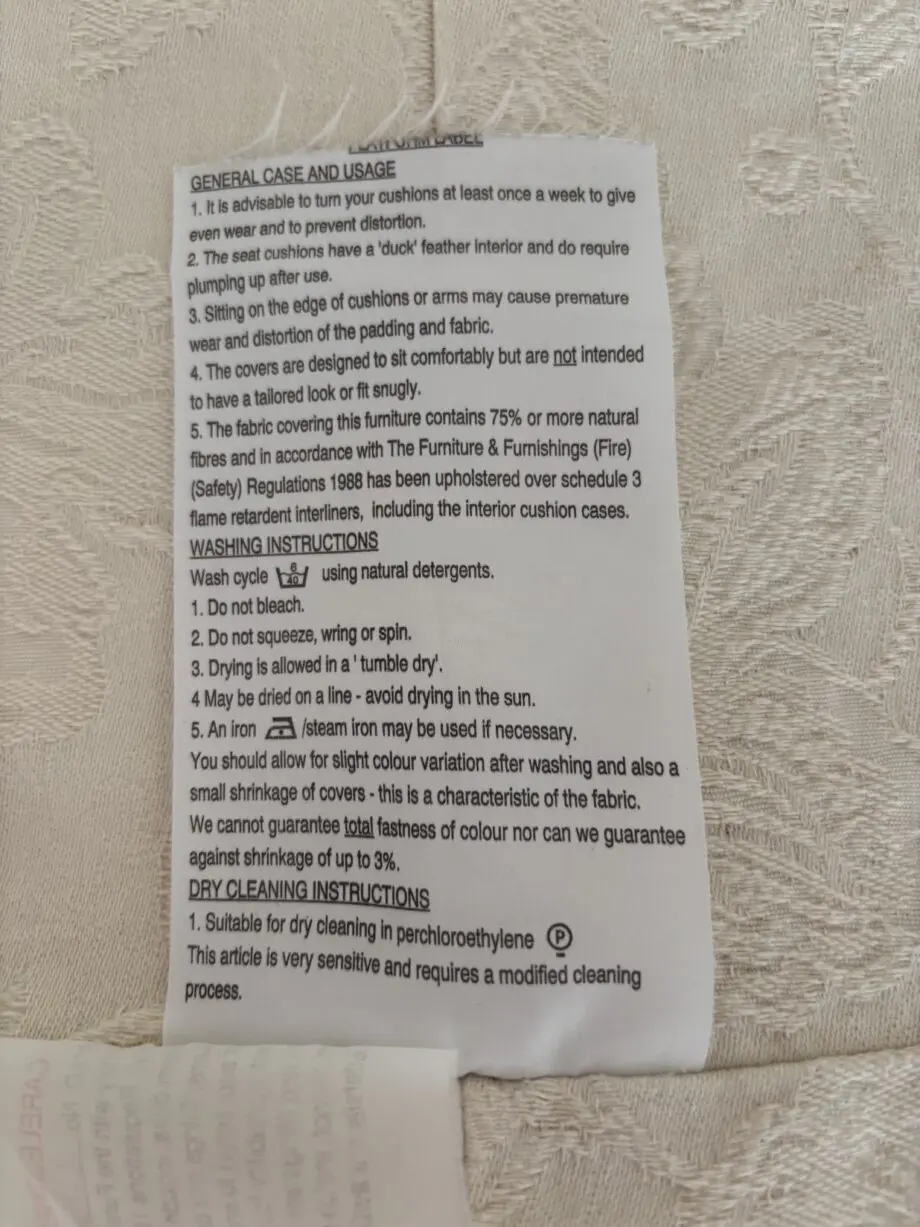 PLATFORM LABEL
GENERAL CASE AND USAGE
1. It is advisable to turn your cushions at least once a week to give
even wear and to prevent distortion.
2. The seat cushions have a 'duck' feather interior and do require
plumping up after use.
3. Sitting on the edge of cushions or arms may cause premature
wear and distortion of the padding and fabric.
4. The covers are designed to sit comfortably but are not intended
to have a tailored look or fit snugly.
5. The fabric covering this furniture contains 75% or more natural
fibres and in accordance with The Furniture & Furnishings (Fire)
(Safety) Regulations 1988 has been upholstered over schedule 3
flame retardent interliners, including the interior cushion cases.
WASHING INSTRUCTIONS
Wash cycle 6 40 using natural detergents.
1. Do not bleach.
2. Do not squeeze, wring or spin.
3. Drying is allowed in a ' tumble dry'.
4 May be dried on a line - avoid drying in the sun.
5. An iron /steam iron may be used if necessary.
You should allow for slight colour variation after washing and also a
small shrinkage of covers - this is a characteristic of the fabric.
We cannot guarantee total fastness of colour nor can we guarantee
against shrinkage of up to 3%.
DRY CLEANING INSTRUCTIONS
1. Suitable for dry cleaning in perchloroethylene P
This article is very sensitive and requires a modified cleaning
process.